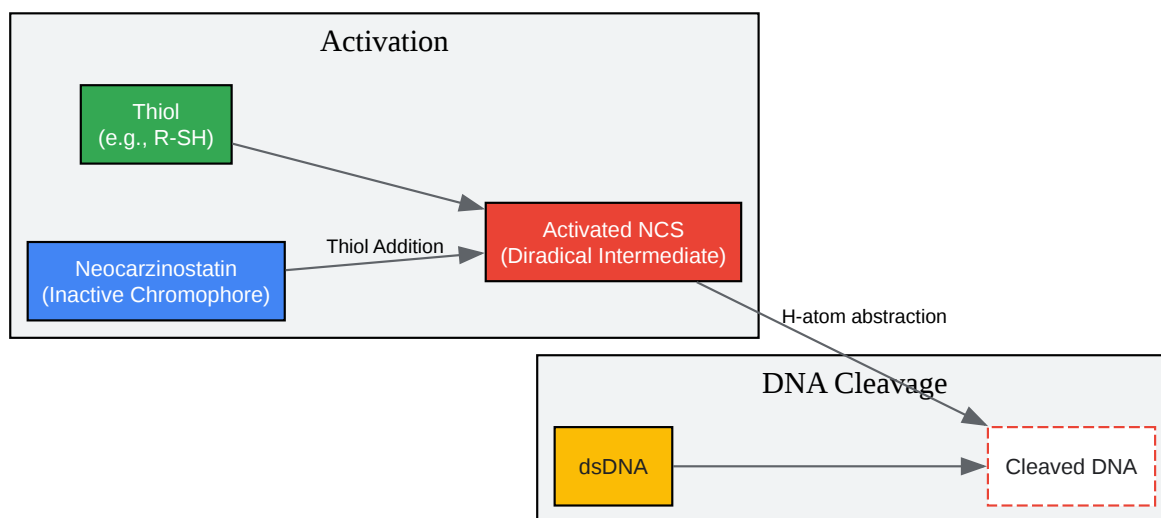 Activation
Thiol
(e.g., R-SH)
Neocarzinostatin
(Inactive Chromophore)
Thiol Addition
Activated NCS
(Diradical Intermediate)
H-atom abstraction
DNA Cleavage
dsDNA
Cleaved DNA